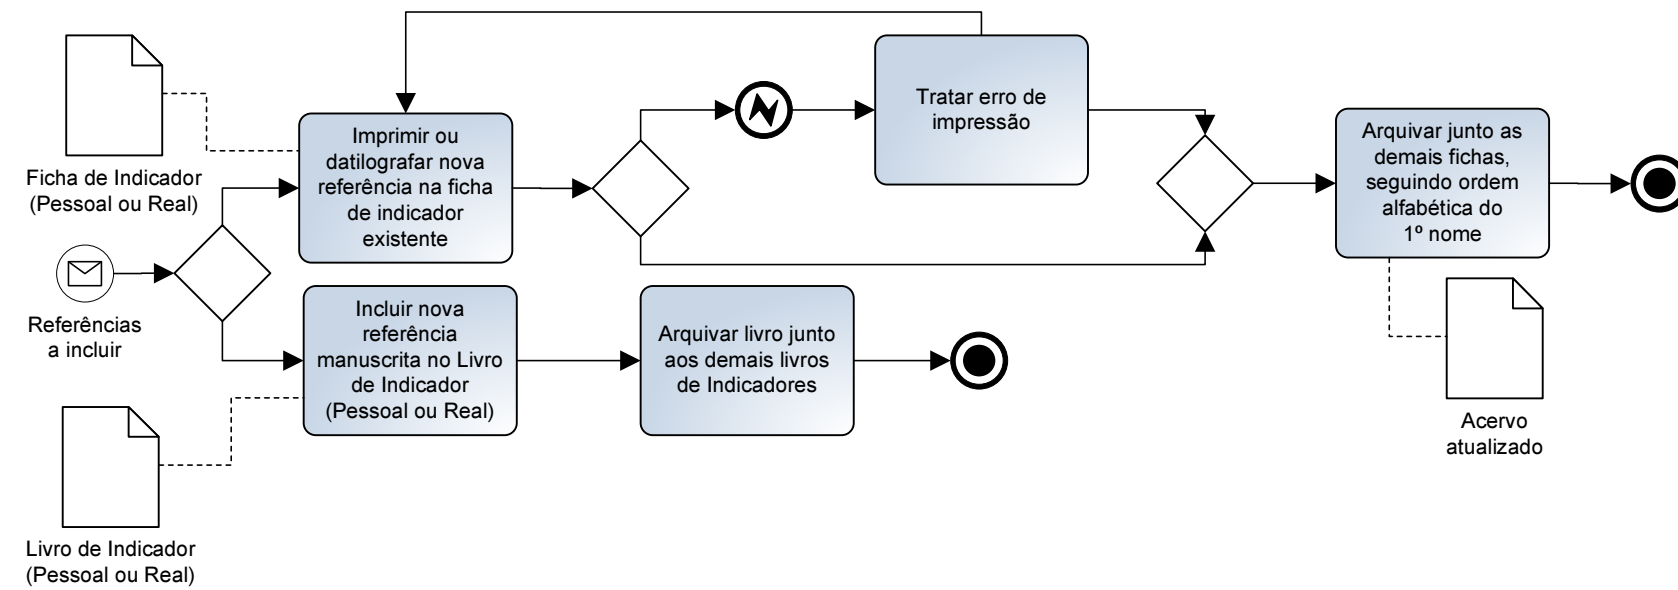 Tratar erro de
impressão
Imprimir ou
datilografar nova
referência na ficha
de indicador
existente
Arquivar junto as
demais fichas,
seguindo ordem
alfabética do
1º nome
Ficha de Indicador
(Pessoal ou Real)
Referências
a incluir
Incluir nova
referência
manuscrita no Livro
de Indicador
(Pessoal ou Real)
Arquivar livro junto
aos demais livros
de Indicadores
Acervo
atualizado
Livro de Indicador
(Pessoal ou Real)